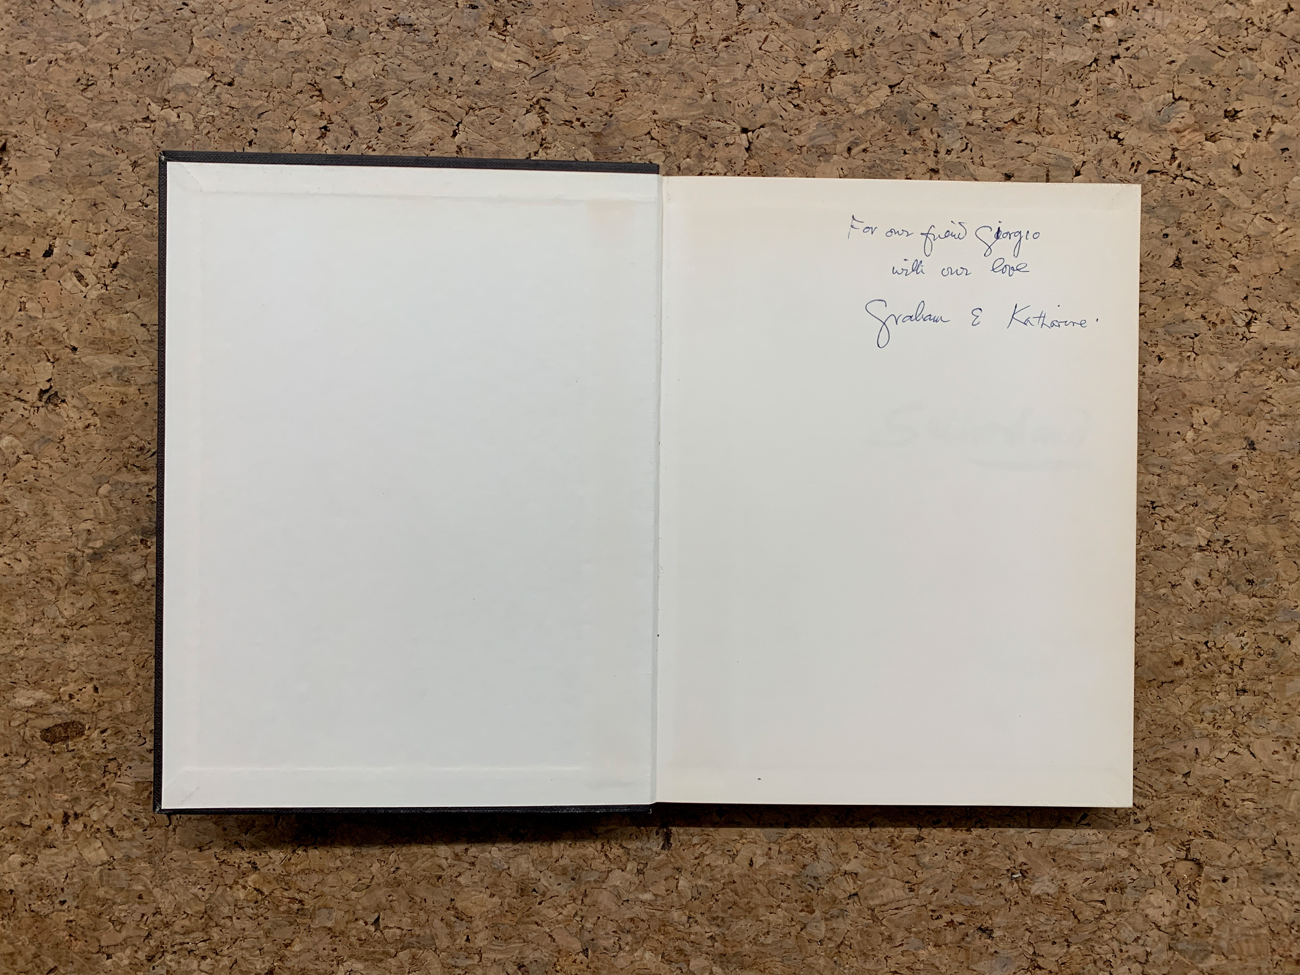 For our friend Giorgio
with our love
Graham & Katharine.